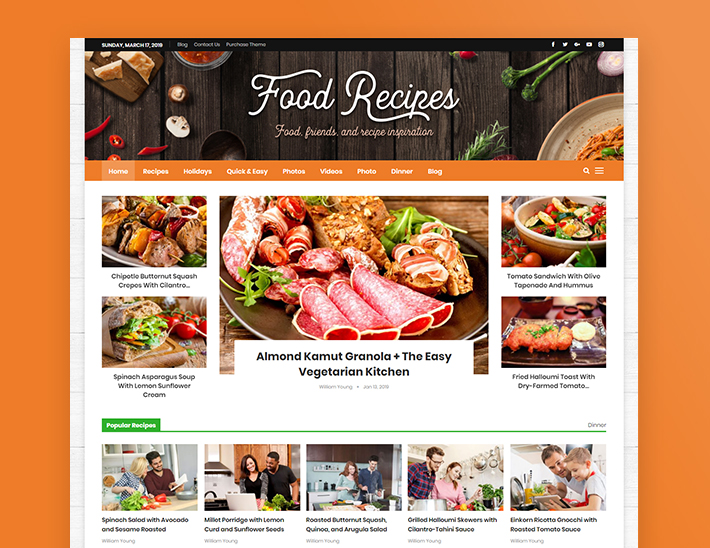 SUNDAY, MARCH 17, 2019 Blog Contact Us Purchase Theme
Food Recipes
Food, friends, and recipe inspiration
Home Recipes Holidays Quick & Easy Photos Videos Photo Dinner Blog
Chipotle Butternut Squash
Crepes With Cilantro...
Spinach Asparagus Soup
With Lemon Sunflower
Cream
Almond Kamut Granola + The Easy
Vegetarian Kitchen
William Young Jan 13, 2019
Tomato Sandwich With Olive
Tapenade And Hummus
Fried Halloumi Toast With
Dry-Farmed Tomato...
Popular Recipes Dinner
Spinach Salad with Avocado
and Sesame Roasted
William Young
Millet Porridge with Lemon
Curd and Sunflower Seeds
William Young
Roasted Butternut Squash,
Quinoa, and Arugula Salad
William Young
Grilled Halloumi Skewers with
Cilantro-Tahini Sauce
William Young
Einkorn Ricotta Gnocchi with
Roasted Tomato Sauce
William Young